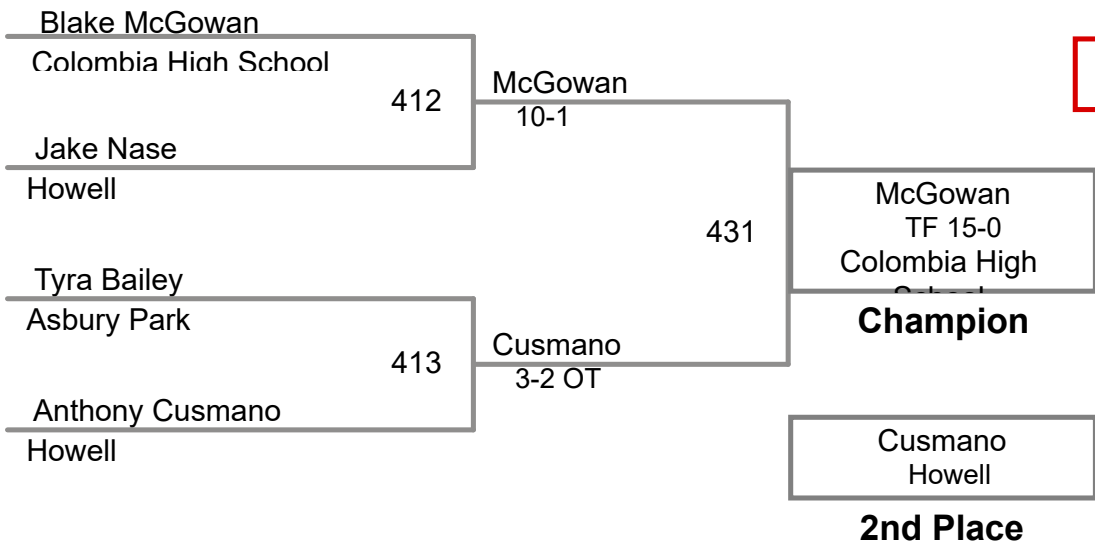 Blake McGowan
Colombia High School
412
McGowan
10-1
Jake Nase
Howell
431
McGowan
TF 15-0
Colombia High
School
Champion
Tyra Bailey
Asbury Park
413
Cusmano
3-2 OT
Anthony Cusmano
Howell
Cusmano
Howell
2nd Place